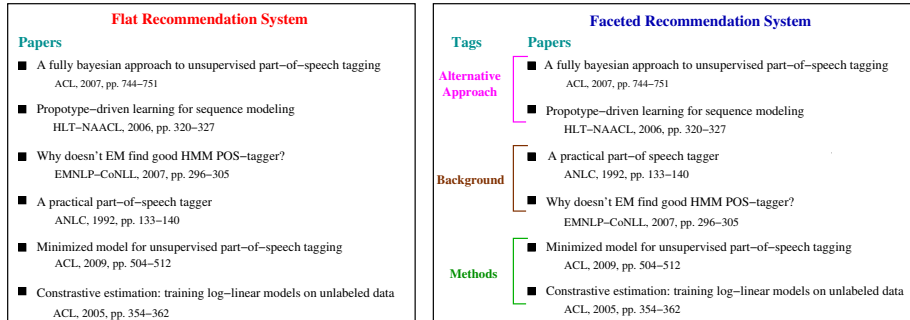 Flat Recommendation System
Papers
A fully bayesian approach to unsupervised part−of−speech tagging
ACL, 2007, pp. 744−751
Propotype−driven learning for sequence modeling
HLT−NAACL, 2006, pp. 320−327
Why doesn't EM find good HMM POS−tagger?
EMNLP−CoNLL, 2007, pp. 296−305
A practical part−of−speech tagger
ANLC, 1992, pp. 133−140
Minimized model for unsupervised part−of−speech tagging
ACL, 2009, pp. 504−512
Constrastive estimation: training log−linear models on unlabeled data
ACL, 2005, pp. 354−362
Faceted Recommendation System
Tags Papers
Alternative
Approach
A fully bayesian approach to unsupervised part−of−speech tagging
ACL, 2007, pp. 744−751
Propotype−driven learning for sequence modeling
HLT−NAACL, 2006, pp. 320−327
Background
A practical part−of speech tagger
ANLC, 1992, pp. 133−140
Why doesn't EM find good HMM POS−tagger?
EMNLP−CoNLL, 2007, pp. 296−305
Methods
Minimized model for unsupervised part−of−speech tagging
ACL, 2009, pp. 504−512
Constrastive estimation: training log−linear models on unlabeled data
ACL, 2005, pp. 354−362